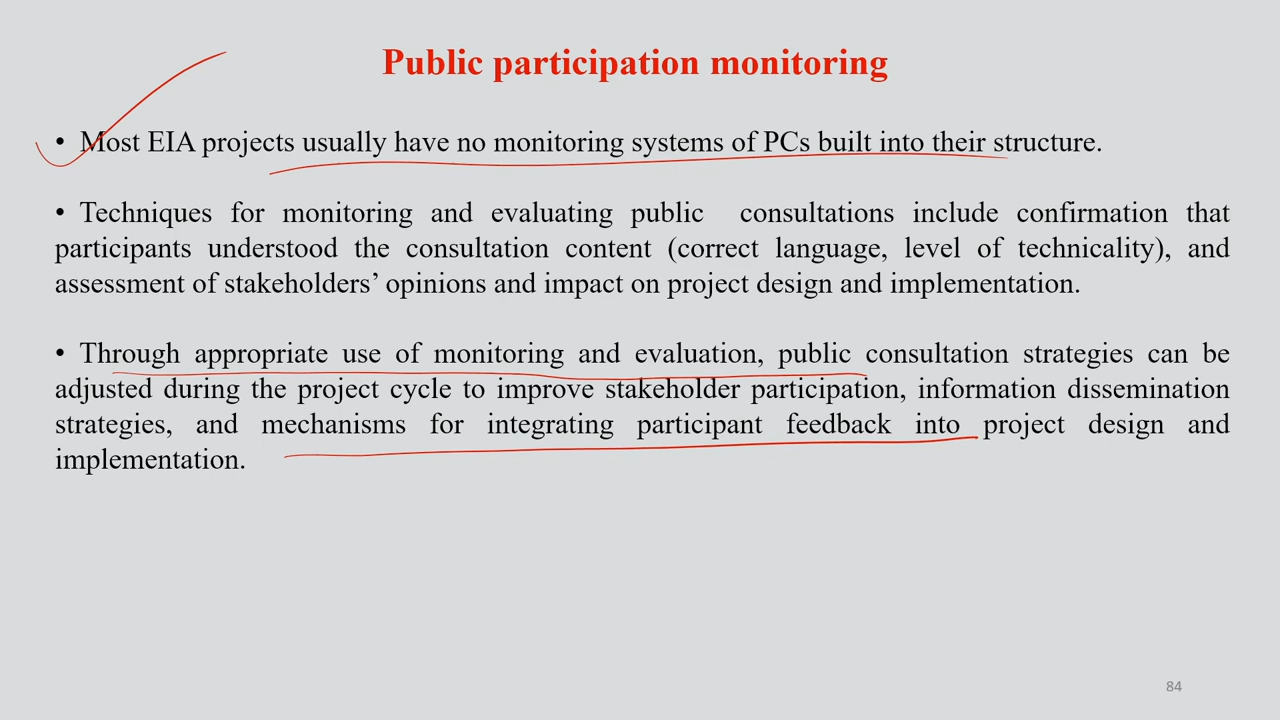 Public participation monitoring
• Most EIA projects usually have no monitoring systems of PCs built into their structure.
• Techniques for monitoring and evaluating public consultations include confirmation that
participants understood the consultation content (correct language, level of technicality), and
assessment of stakeholders’ opinions and impact on project design and implementation.
• Through appropriate use of monitoring and evaluation, public consultation strategies can be
adjusted during the project cycle to improve stakeholder participation, information dissemination
strategies, and mechanisms for integrating participant feedback into project design and
implementation.
84